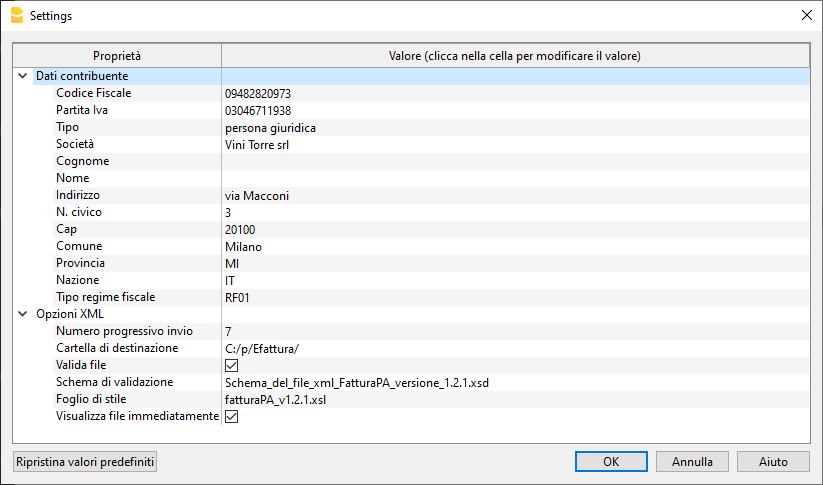 Settings
Proprietà Valore (clicca nella cella per modificare il valore)
Dati contribuente
Codice Fiscale 09482820973
Partita Iva 03046711938
Tipo persona giuridica
Società Vini Torre srl
Cognome
Nome
Indirizzo via Macconi
N. civico 3
Cap 20100
Comune Milano
Provincia MI
Nazione IT
Tipo regime fiscale RF01
Opzioni XML
Numero progressivo invio 7
Cartella di destinazione C:/p/Efattura/
Valida file
Schema di validazione Schema_del_file_xml_FatturaPA_versione_1.2.1.xsd
Foglio di stile fatturaPA_v1.2.1.xsl
Visualizza file immediatamente
Ripristina valori predefiniti OK Annulla Aiuto